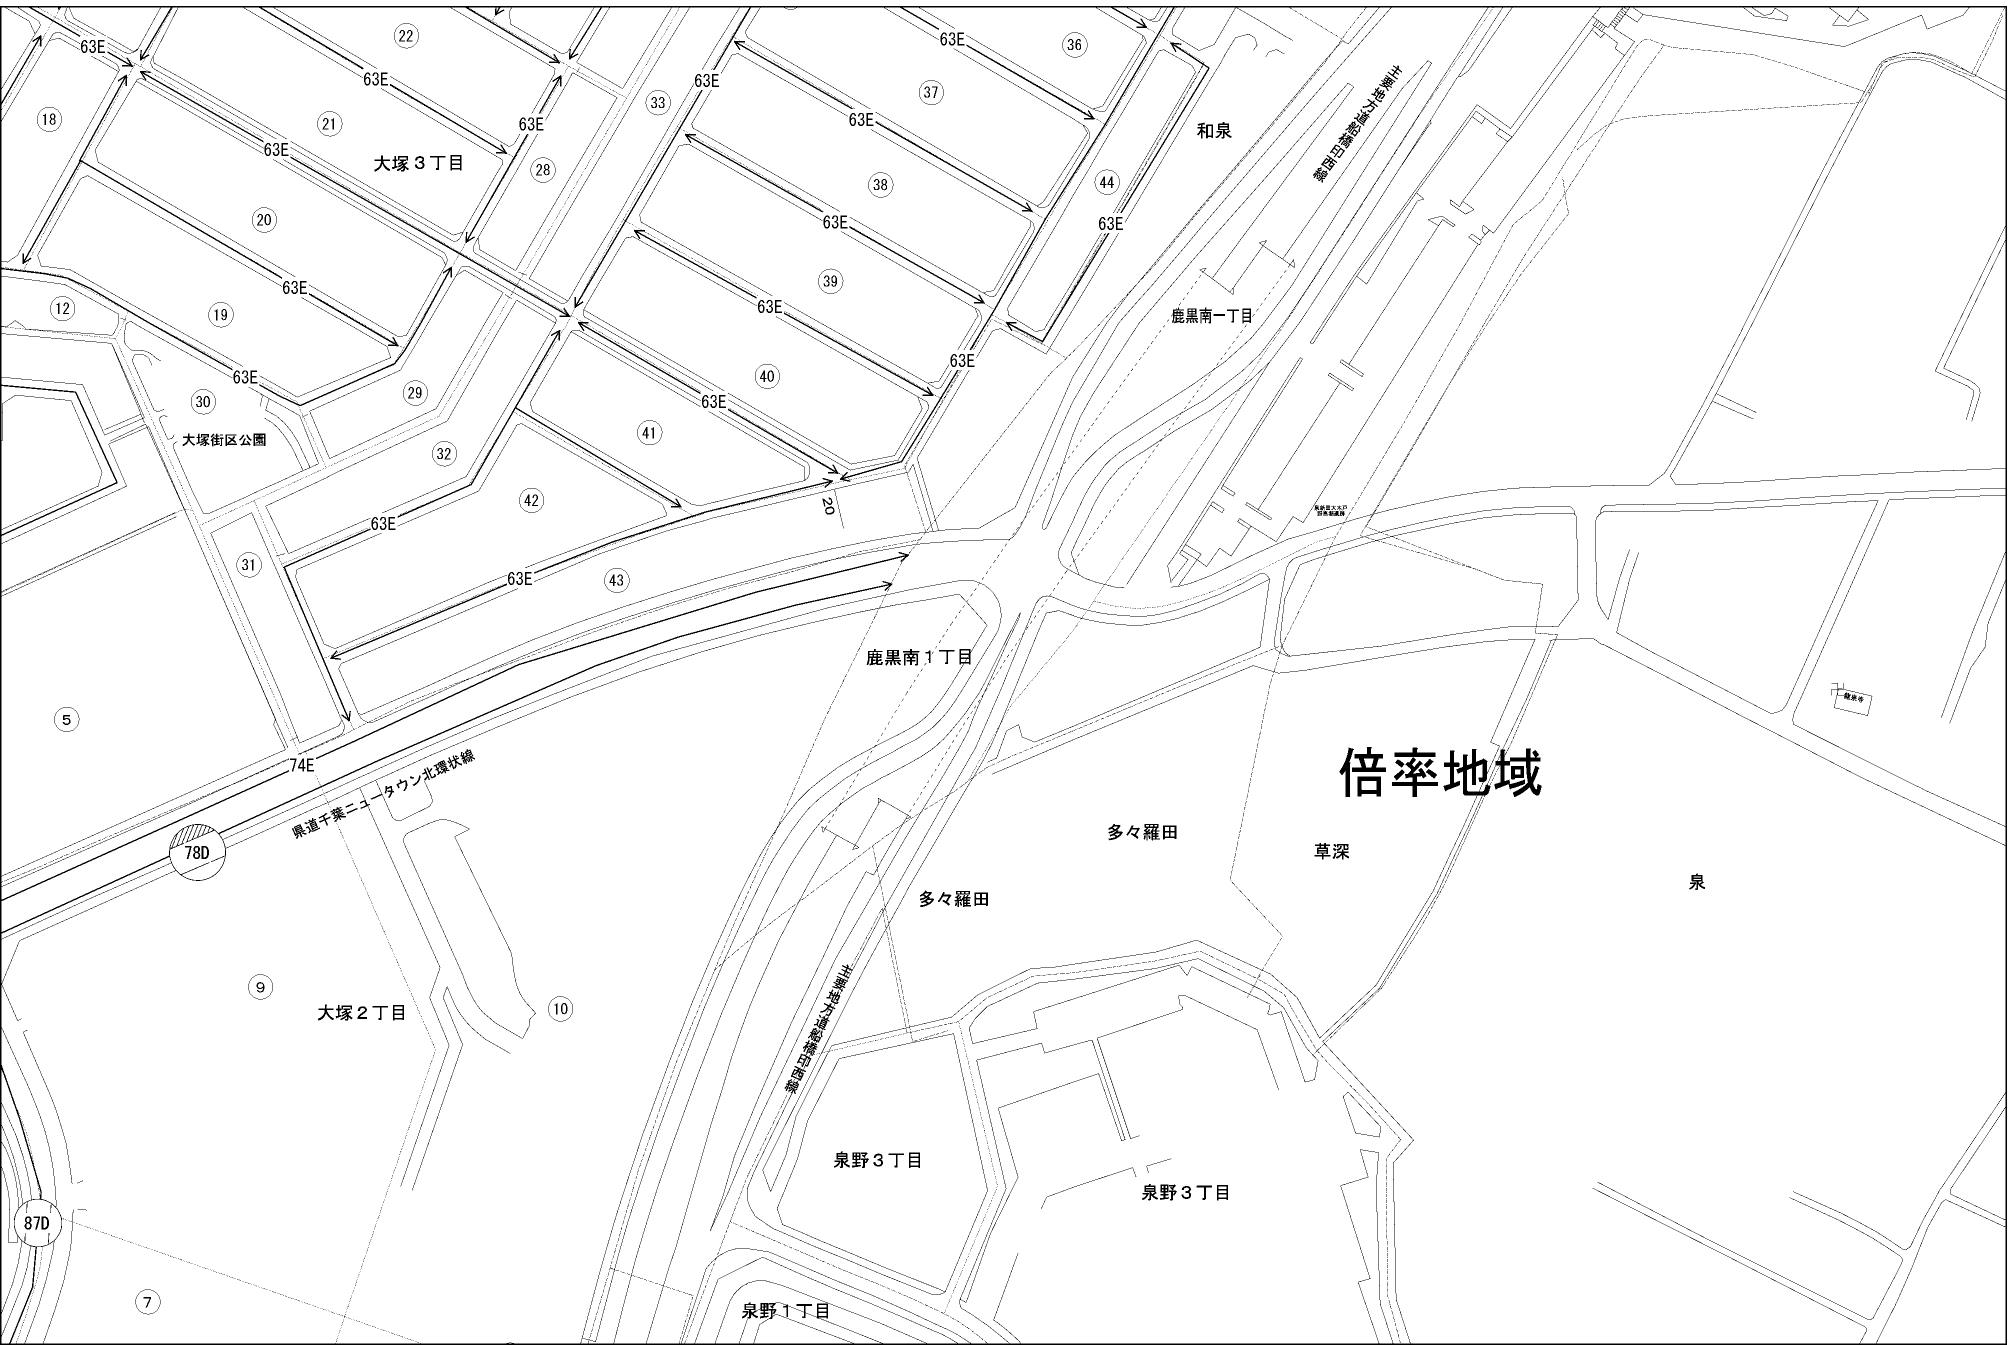 63E
22
63E
36
63E
63E
33
37
主要地方道船橋印西線
18
21
63E
63E
和泉
63E
大塚３丁目
28
38
44
20
63E
63E
39
63E
63E
12
19
63E
鹿黒南一丁目
63E
63E
40
30
29
63E
大塚街区公園
41
32
42
20
63E
31
63E
43
鹿黒南１丁目
5
龍泉寺
74E
県道千葉ニュータウン北環状線
倍率地域
78D
多々羅田
草深
泉
多々羅田
9
10
大塚２丁目
主要地方道船橋印西線
泉野３丁目
泉野３丁目
87D
7
泉野１丁目